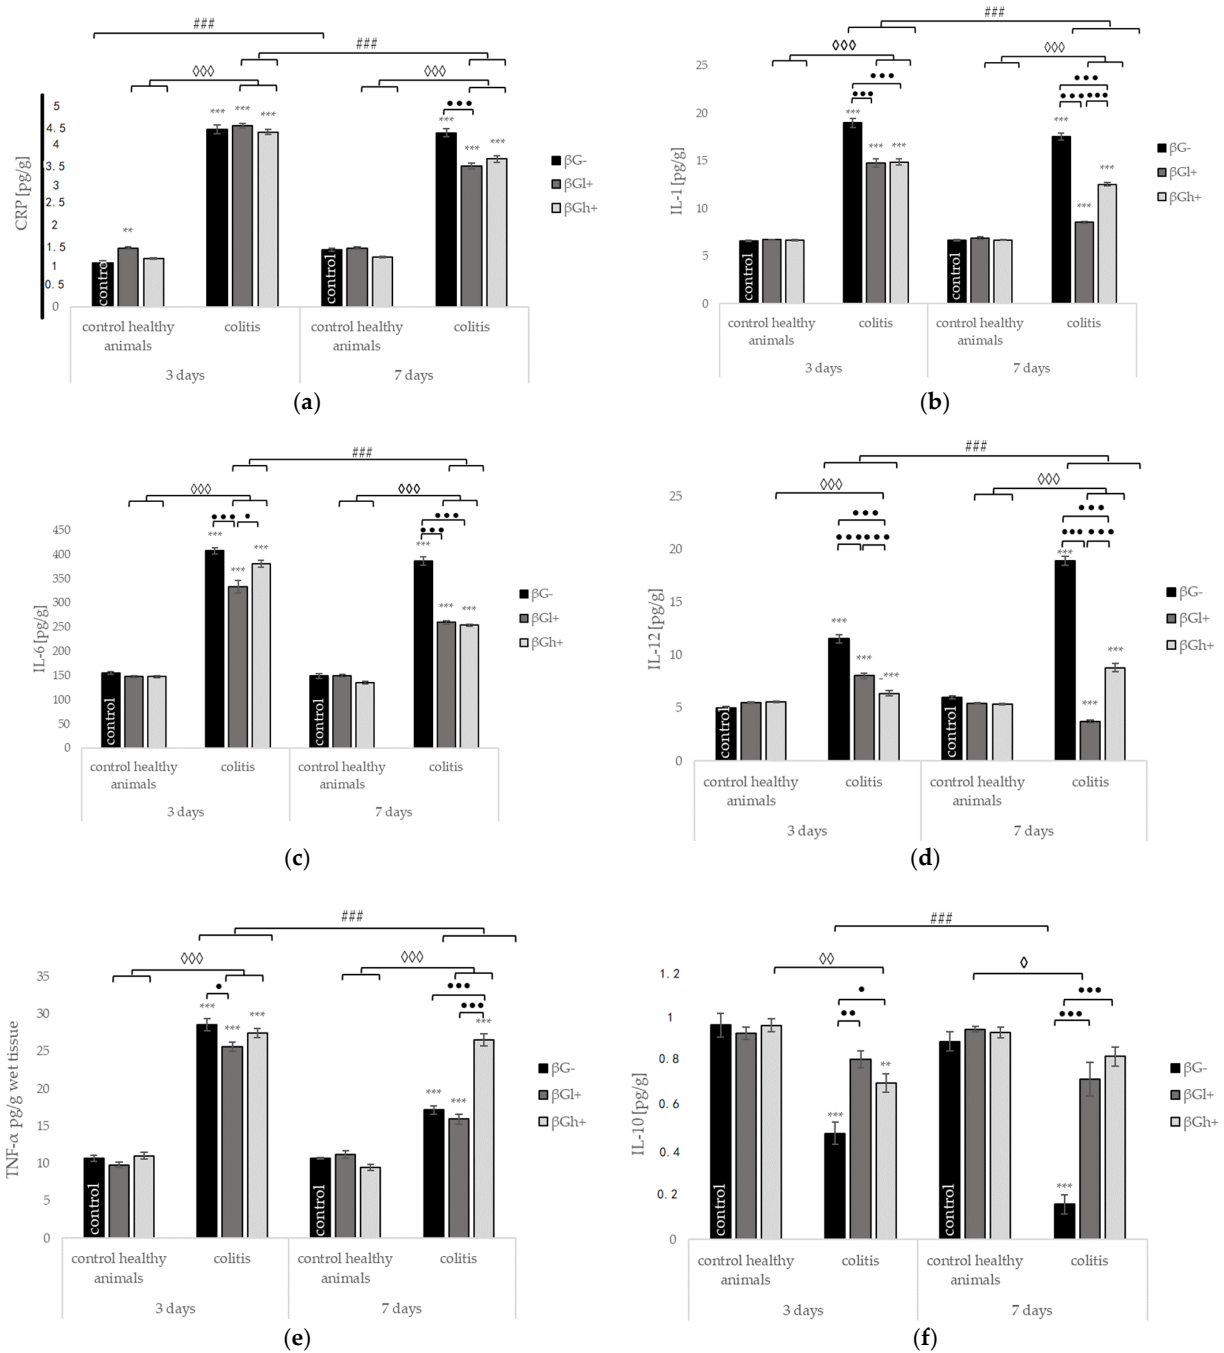 ###
###
◊◊◊
◊◊◊
•••
***
***
***
***
***
***
**
CRP [pg/g]
5
4.5
4
3.5
3
2.5
2
1.5
1
0.5
0
control
control
βG-
βGl+
βGh+
control healthy animals
colitis
control healthy animals
colitis
3 days
7 days
(a)
###
◊◊◊
◊◊◊
•••
•••
•••
••••••
***
***
***
***
***
***
IL-1 [pg/g]
25
20
15
10
5
0
control
control
βG-
βGl+
βGh+
control healthy animals
colitis
control healthy animals
colitis
3 days
7 days
(b)
###
◊◊◊
◊◊◊
•••
•
•••
•••
***
***
***
***
***
***
IL-6 [pg/g]
450
400
350
300
250
200
150
100
50
0
control
control
βG-
βGl+
βGh+
control healthy animals
colitis
control healthy animals
colitis
3 days
7 days
(c)
###
◊◊◊
◊◊◊
•••
••••••
•••
••• •••
***
***
***
***
***
***
IL-12 [pg/g]
25
20
15
10
5
0
control
control
βG-
βGl+
βGh+
control healthy animals
colitis
control healthy animals
colitis
3 days
7 days
(d)
###
◊◊◊
◊◊◊
•
•••
•••
***
***
***
***
***
***
TNF-α pg/g wet tissue
35
30
25
20
15
10
5
0
control
control
βG-
βGl+
βGh+
control healthy animals
colitis
control healthy animals
colitis
3 days
7 days
(e)
###
◊◊
◊
•
••
•••
•••
***
**
***
IL-10 [pg/g]
1.2
1
0.8
0.6
0.4
0.2
0
control
control
βG-
βGl+
βGh+
control healthy animals
colitis
control healthy animals
colitis
3 days
7 days
(f)